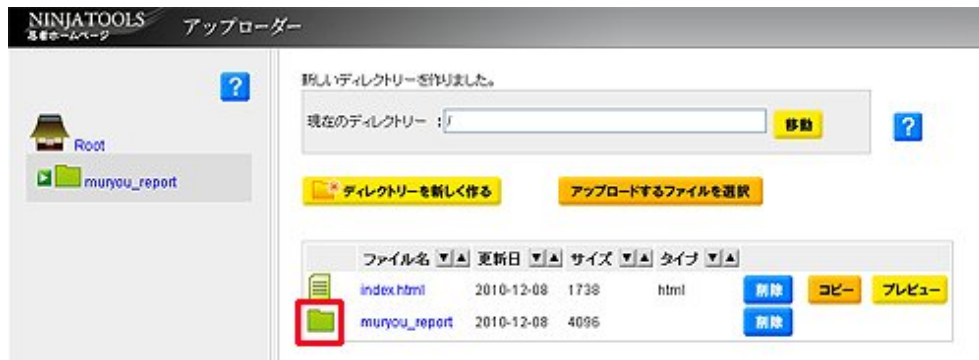 NINJATOOLS
忍者ホームページ
アップローダー
?
Root
muryou_report
新しいディレクトリーを作りました。
現在のディレクトリー : /
移動
?
ディレクトリーを新しく作る
アップロードするファイルを選択
ファイル名 ▼▲ 更新日 ▼▲ サイズ ▼▲ タイプ ▼▲
index.html 2010-12-08 1738 html 削除 コピー プレビュー
muryou_report 2010-12-08 4096 削除